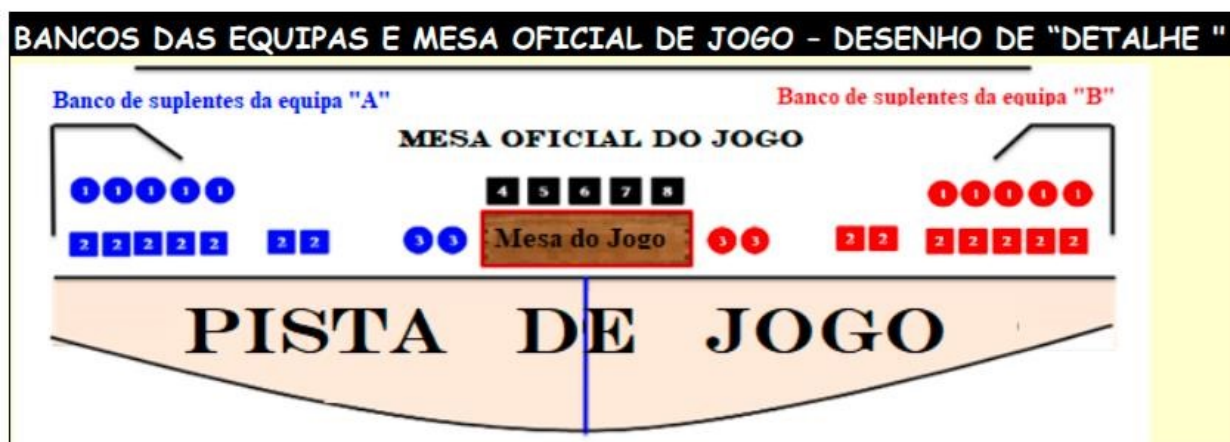 BANCOS DAS EQUIPAS E MESA OFICIAL DE JOGO - DESENHO DE "DETALHE "
Banco de suplentes da equipa "A"
Banco de suplentes da equipa "B"
MESA OFICIAL DO JOGO
1 1 1 1 1
4 5 6 7 8
1 1 1 1 1
2 2 2 2 2 2 2 3 3 Mesa do Jogo 3 3 2 2 2 2 2 2 2
PISTA DE JOGO